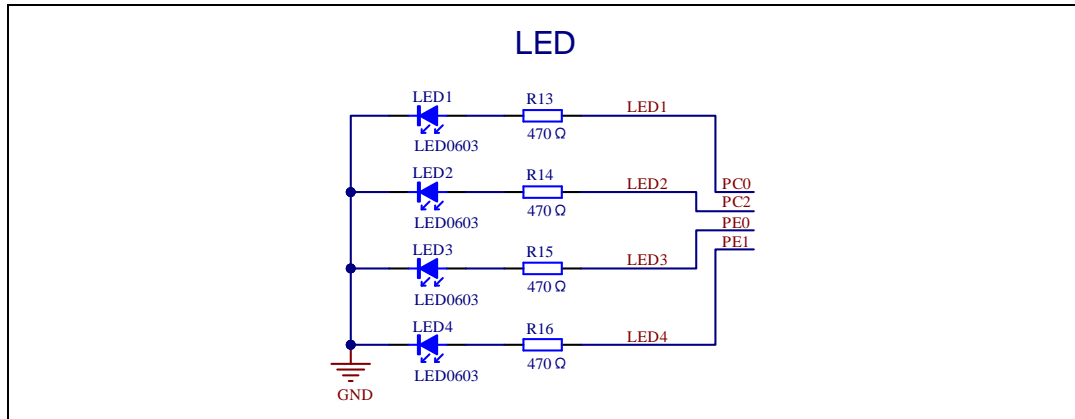 LED
LED1
R13
LED1
470 Ω
LED0603
LED2
R14
LED2
PC0
470 Ω
LED0603
PC2
PE0
PE1
LED3
R15
LED3
470 Ω
LED0603
LED4
R16
LED4
470 Ω
LED0603
GND